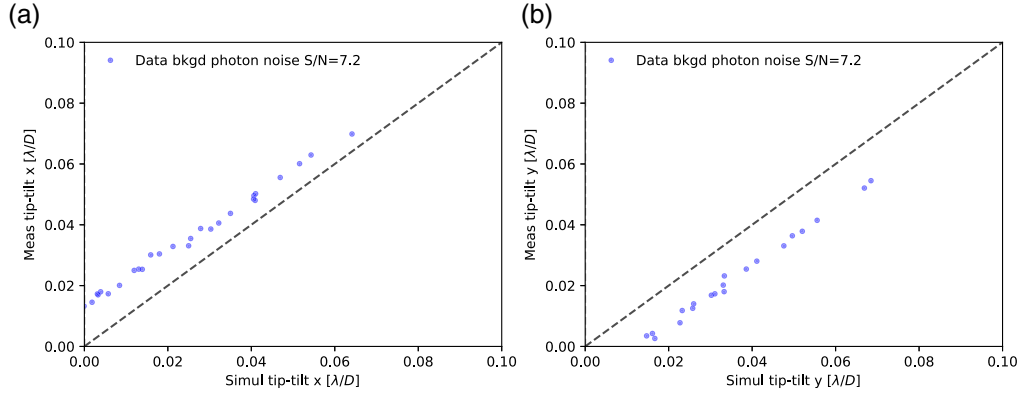 (a)
(b)
Data bkgd photon noise S/N=7.2
Meas tip-tilt x [λ/D]
0.10
0.08
0.06
0.04
0.02
0.00
0.00 0.02 0.04 0.06 0.08 0.10
Simul tip-tilt x [λ/D]
Data bkgd photon noise S/N=7.2
Meas tip-tilt y [λ/D]
0.10
0.08
0.06
0.04
0.02
0.00
0.00 0.02 0.04 0.06 0.08 0.10
Simul tip-tilt y [λ/D]